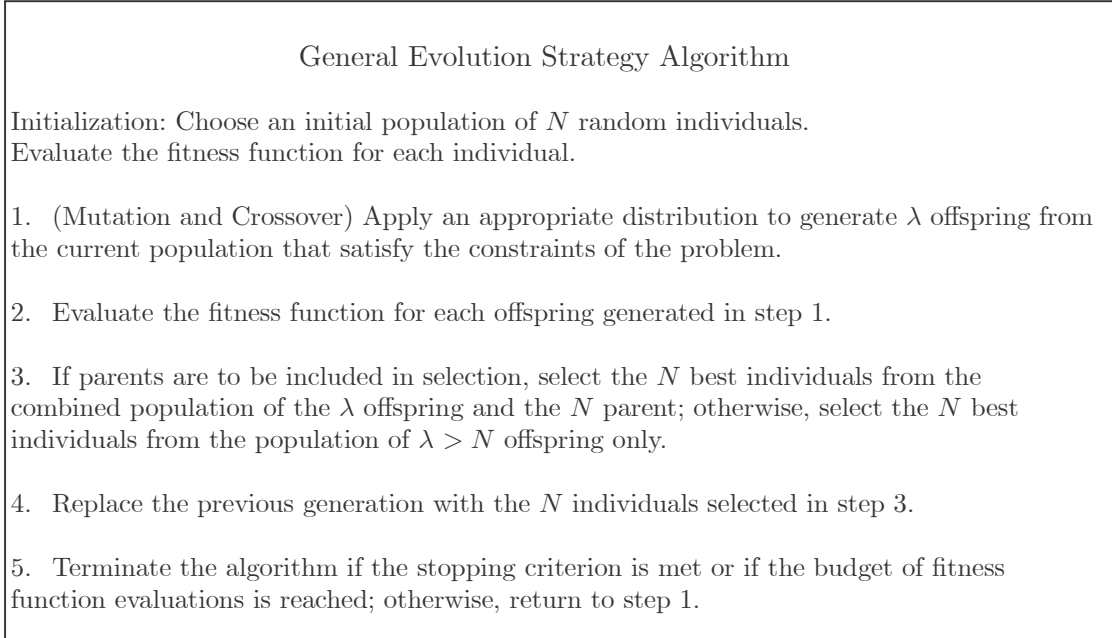 General Evolution Strategy Algorithm
Initialization: Choose an initial population of N random individuals.
Evaluate the fitness function for each individual.
1. (Mutation and Crossover) Apply an appropriate distribution to generate λ offspring from
the current population that satisfy the constraints of the problem.
2. Evaluate the fitness function for each offspring generated in step 1.
3. If parents are to be included in selection, select the N best individuals from the
combined population of the λ offspring and the N parent; otherwise, select the N best
individuals from the population of λ > N offspring only.
4. Replace the previous generation with the N individuals selected in step 3.
5. Terminate the algorithm if the stopping criterion is met or if the budget of fitness
function evaluations is reached; otherwise, return to step 1.